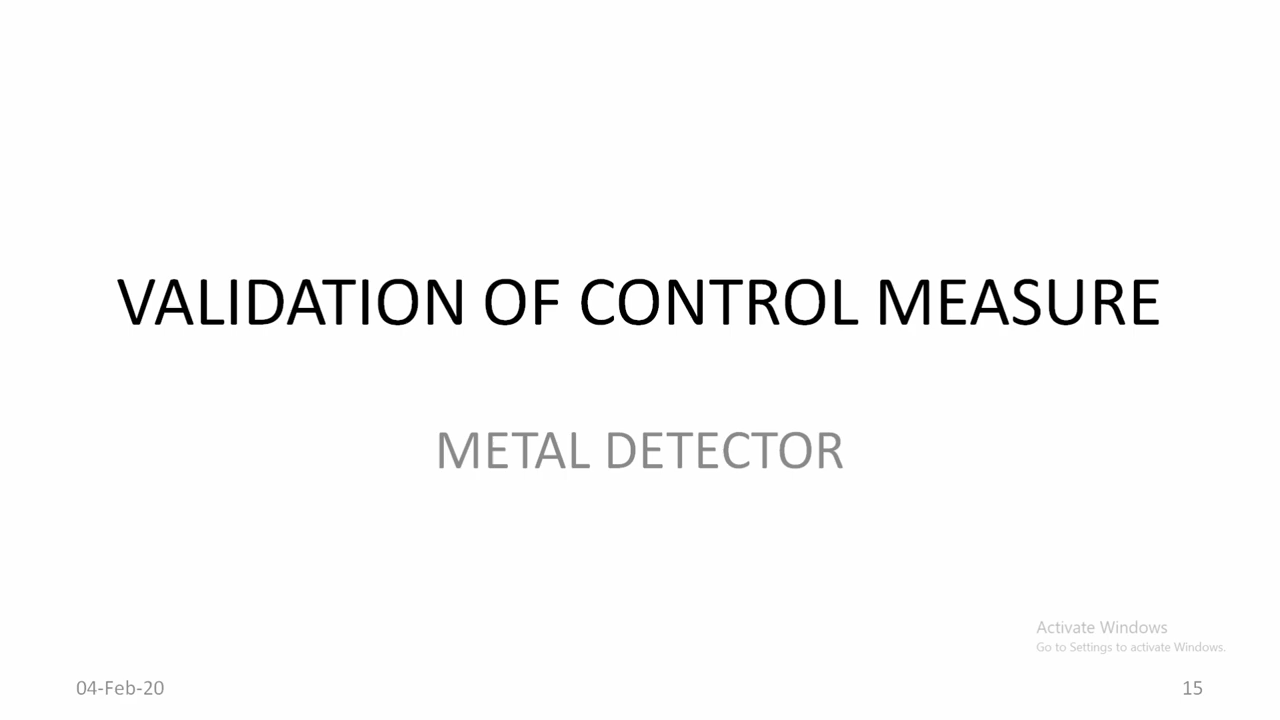 VALIDATION OF CONTROL MEASURE
METAL DETECTOR
Activate Windows
Go to Settings to activate Windows.
04-Feb-20
15